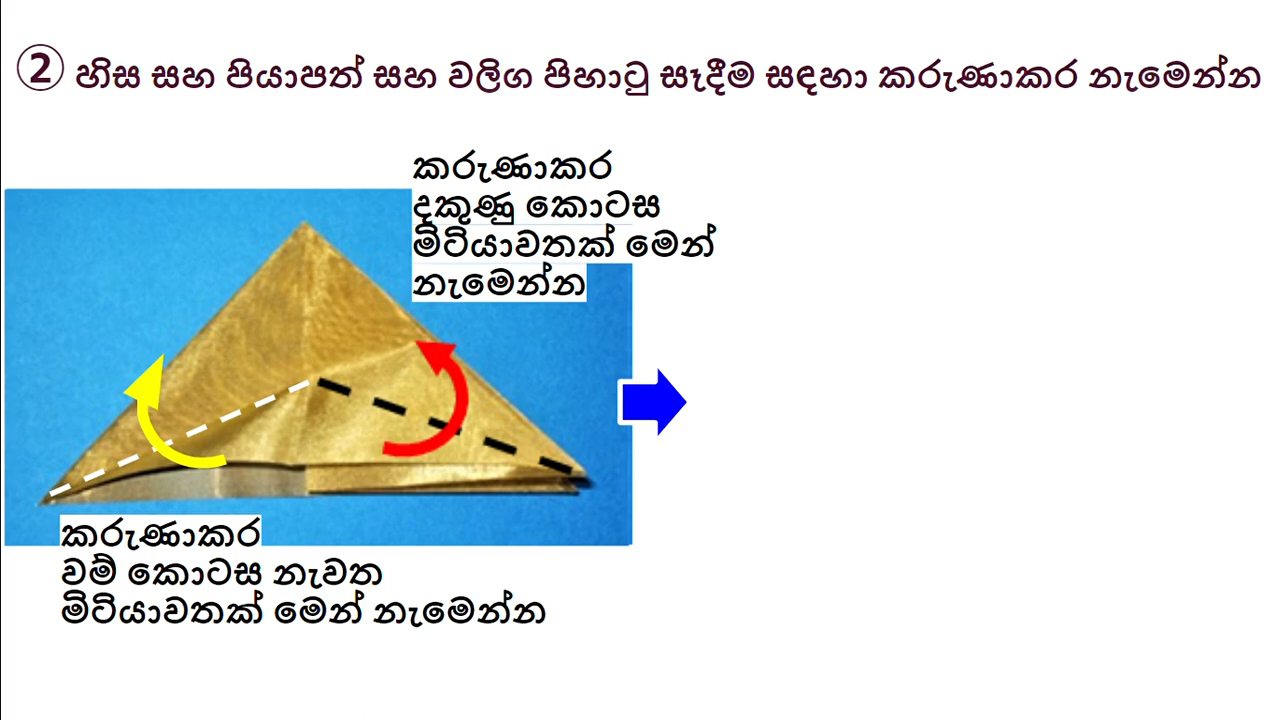 ② හිස සහ පියාපත් සහ වලිග පිහාටු සෑදීම සඳහා කරුණාකර නැමෙන්න
කරුණාකර
දකුණු කොටස
මිටියාවතක් මෙන්
නැමෙන්න
කරුණාකර
වම් කොටස නැවත
මිටියාවතක් මෙන් නැමෙන්න